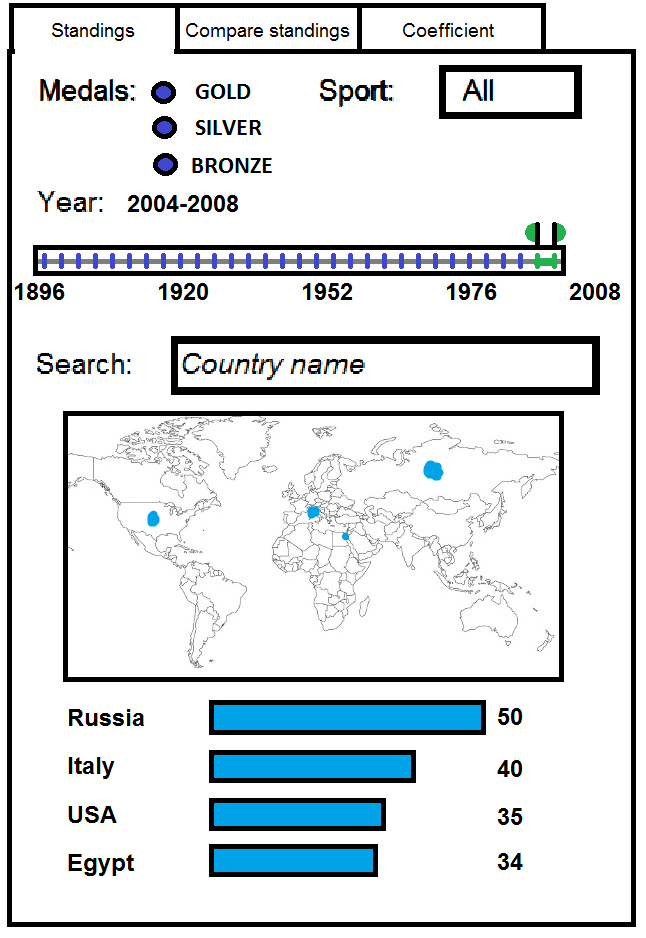 Standings Compare standings Coefficient
Medals: GOLD Sport: All
SILVER
BRONZE
Year: 2004-2008
1896 1920 1952 1976 2008
Search: Country name
Russia 50
Italy 40
USA 35
Egypt 34